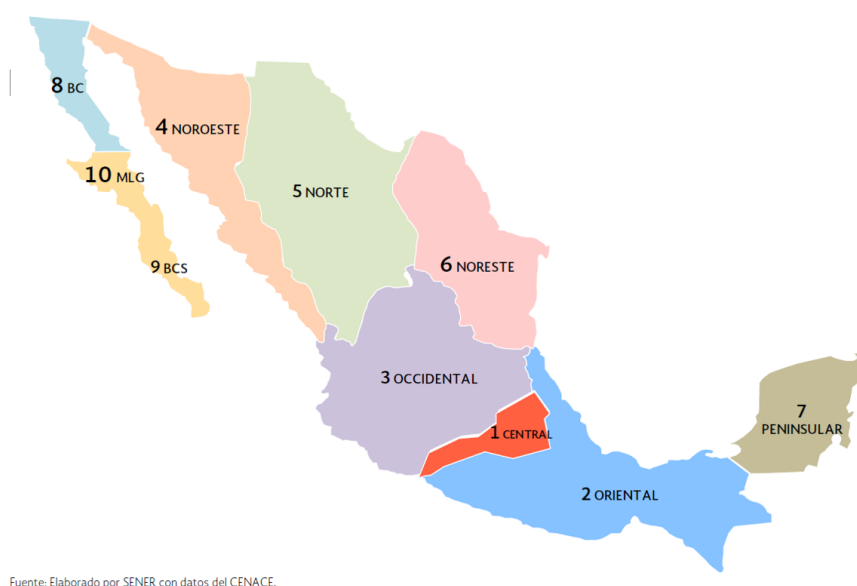 8 BC
4 NOROESTE
10 MLG
5 NORTE
9 BCS
6 NORESTE
3 OCCIDENTAL
7
PENINSULAR
1 CENTRAL
2 ORIENTAL
Fuente: Elaborado por SENER con datos del CENACE.